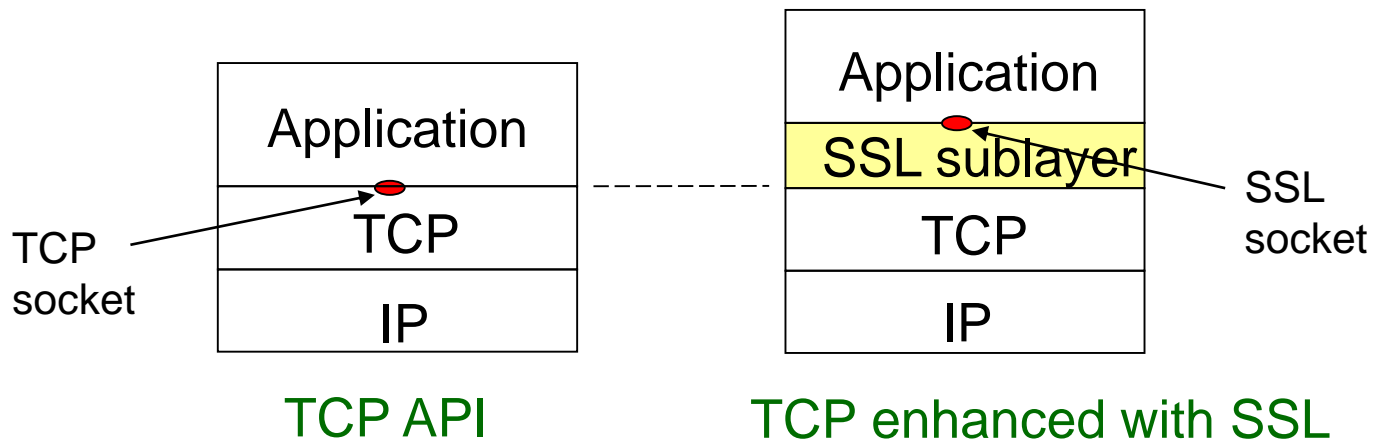 Application
TCP
socket
TCP
IP
TCP API
Application
SSL sublayer
TCP
IP
SSL
socket
TCP enhanced with SSL